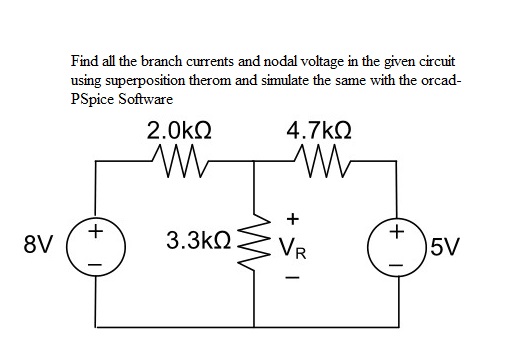 Find all the branch currents and nodal voltage in the given circuit
using superposition therom and simulate the same with the orcad-
PSpice Software
2.0kΩ 4.7kΩ
+
8V + 3.3kΩ VR + 5V